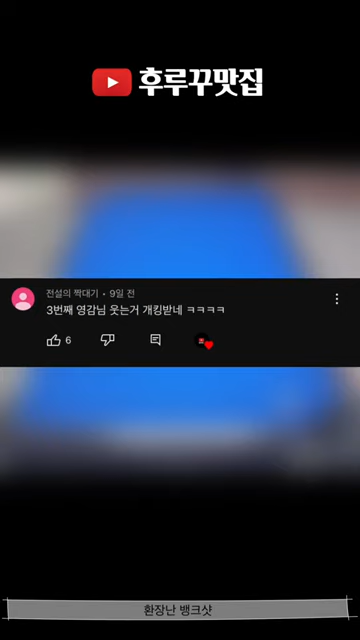 후루꾸맛집
전설의 짝대기 • 9일 전
3번째 영감님 웃는거 개킹받네 ㅋㅋㅋㅋ
6
환장난 뱅크샷